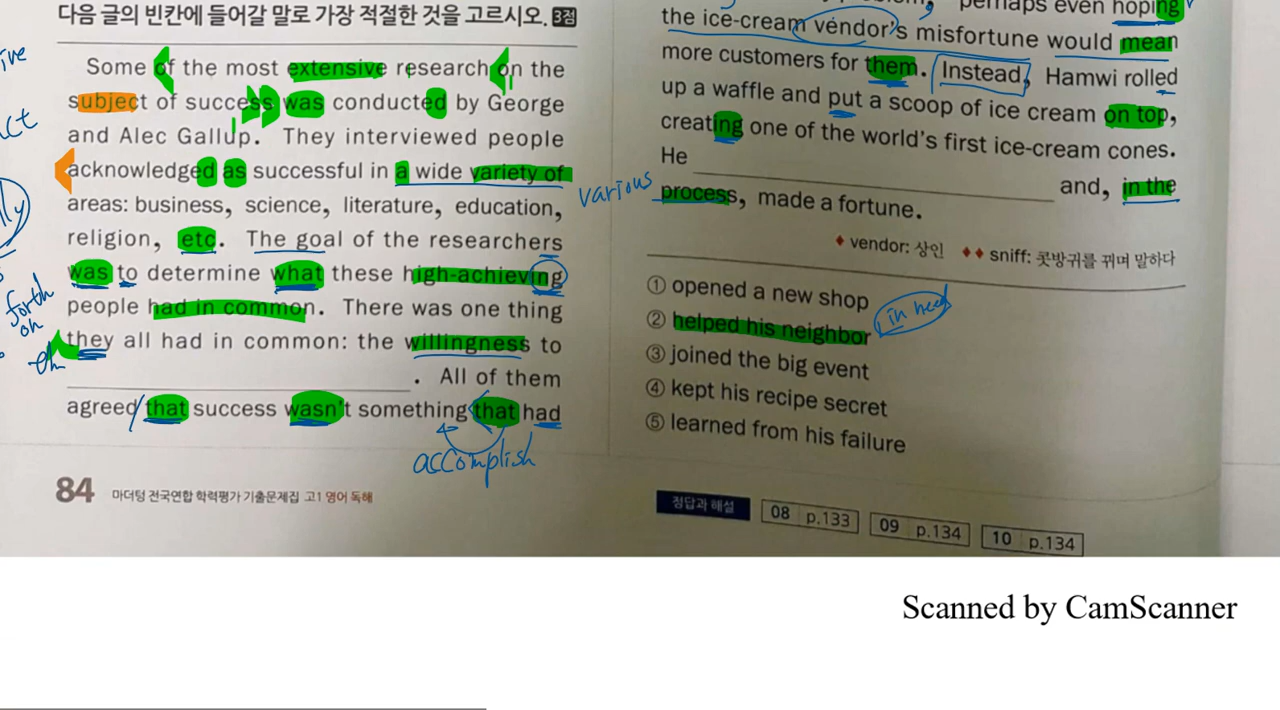 다음 글의 빈칸에 들어갈 말로 가장 적절한 것을 고르시오. 3점
Some of the most extensive research on the
subject of success was conducted by George
and Alec Gallup. They interviewed people
acknowledged as successful in a wide variety of
areas: business, science, literature, education,
religion, etc. The goal of the researchers
was to determine what these high-achieving
people had in common. There was one thing
they all had in common: the willingness to
____________________. All of them
agreed that success wasn't something that had
accomplish
forth
on
th
84 마더텅 전국연합 학력평가 기출문제집 고1 영어 독해
perhaps even hoping
the ice-cream vendor's misfortune would mean
more customers for them. Instead, Hamwi rolled
up a waffle and put a scoop of ice cream on top,
creating one of the world's first ice-cream cones.
He ____________________ and, in the
various process, made a fortune.
♦ vendor: 상인 ♦♦ sniff: 콧방귀를 뀌며 말하다
① opened a new shop
② helped his neighbor in need
③ joined the big event
④ kept his recipe secret
⑤ learned from his failure
정답과 해설 08 p.133 09 p.134 10 p.134
Scanned by CamScanner